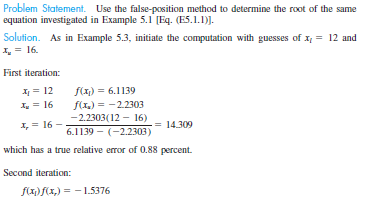 Problem Statement. Use the false-position method to determine the root of the same
equation investigated in Example 5.1 [Eq. (E5.1.1)].
Solution. As in Example 5.3, initiate the computation with guesses of x_l = 12 and
x_u = 16.
First iteration:
x_l = 12 f(x_l) = 6.1139
x_u = 16 f(x_u) = −2.2303
x_r = 16 − −2.2303(12 − 16) / 6.1139 − (−2.2303) = 14.309
which has a true relative error of 0.88 percent.
Second iteration:
f(x_l) f(x_r) = −1.5376